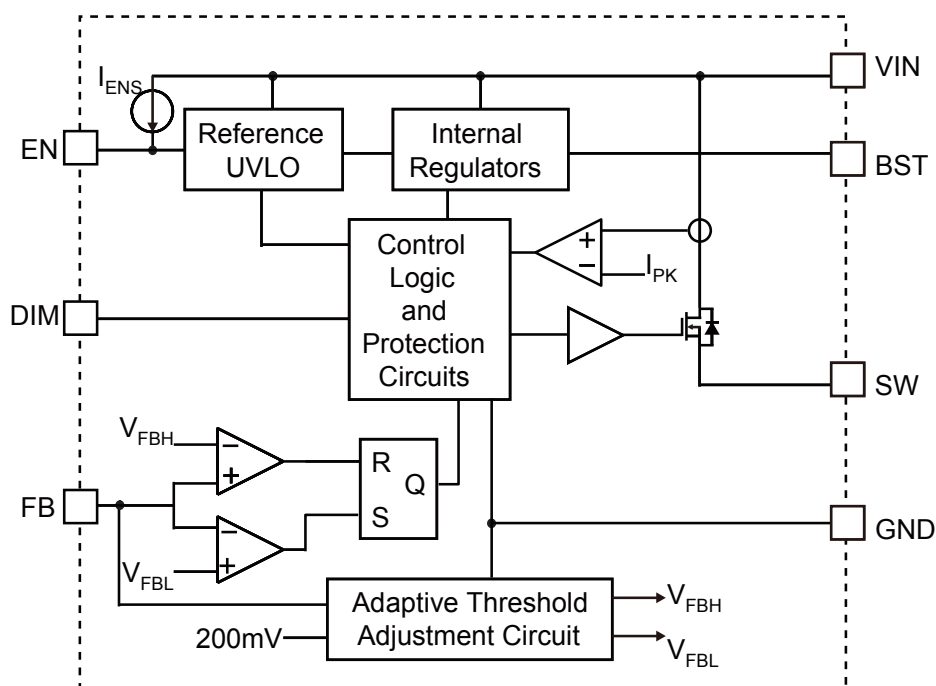 VIN
I_ENS
Reference
UVLO
Internal
Regulators
EN
BST
Control
Logic
and
Protection
Circuits
+
−
I_PK
DIM
SW
V_FBH
−
+
R
Q
S
FB
−
+
V_FBL
GND
Adaptive Threshold
Adjustment Circuit
V_FBH
200mV
V_FBL